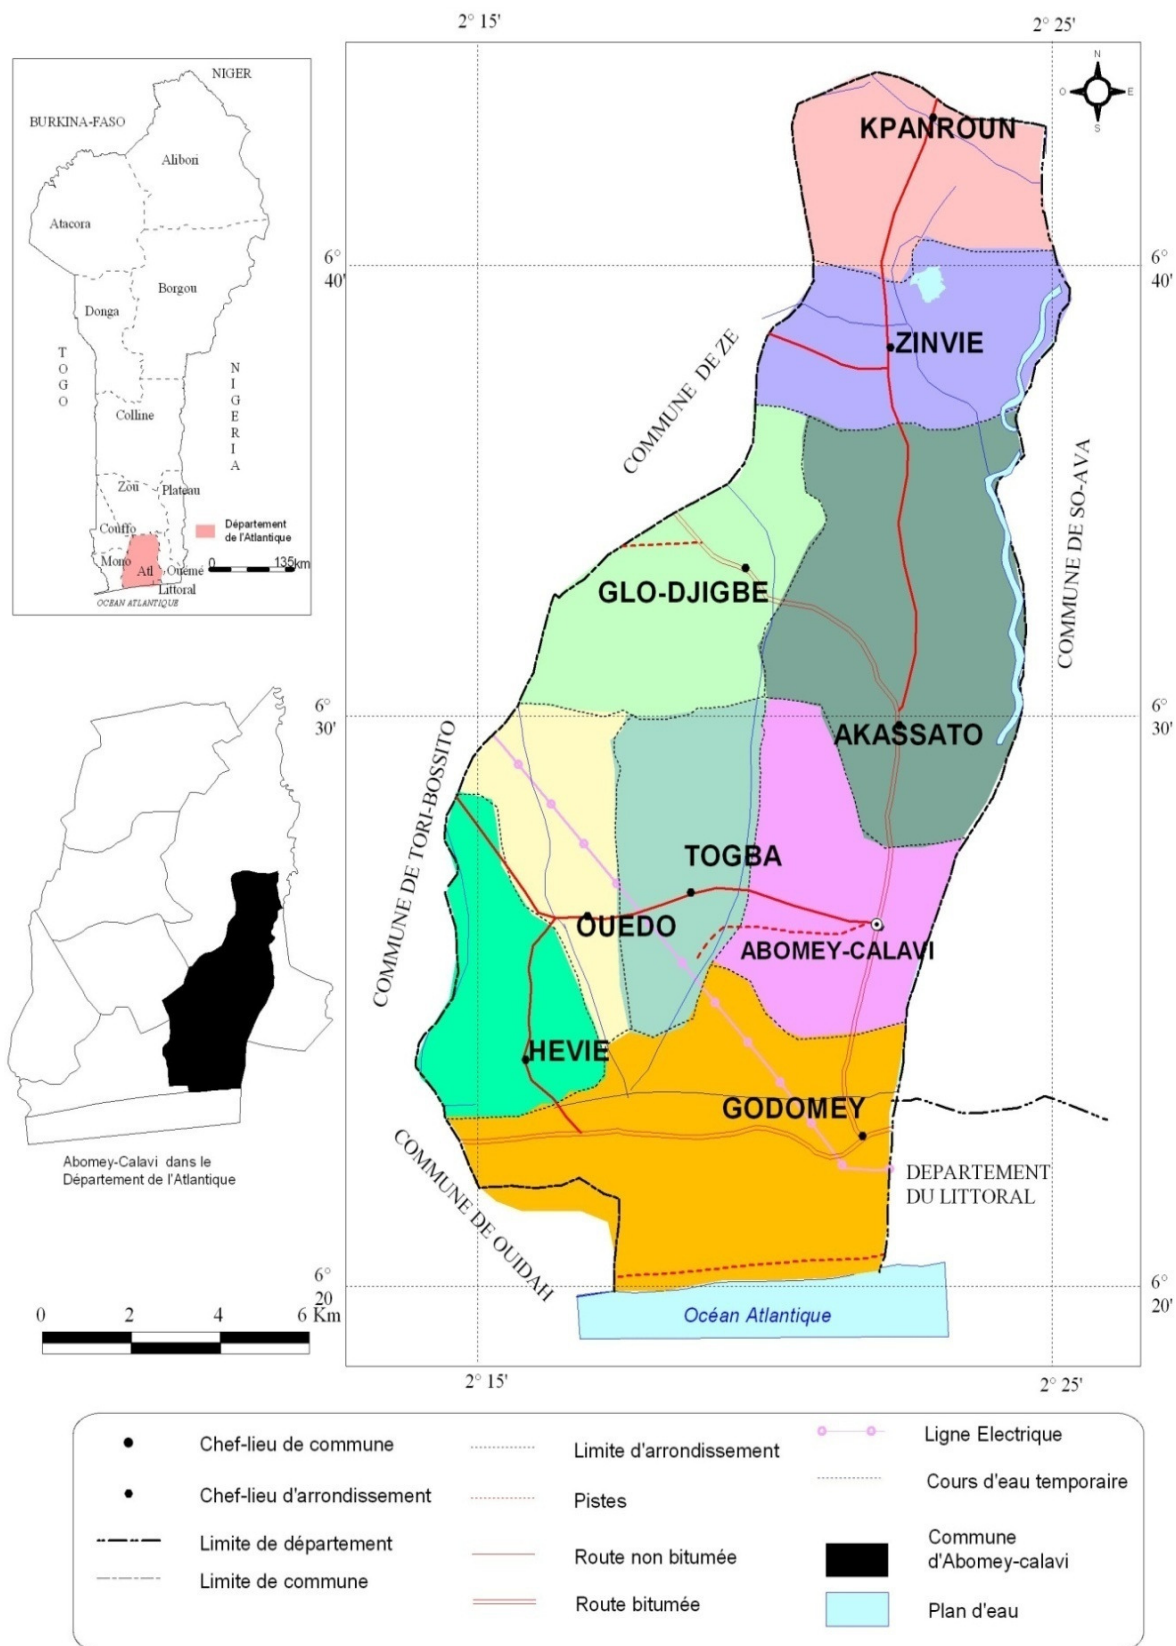 2° 15'
2° 25'
NIGER
BURKINA-FASO
Alibori
Atacora
Borgou
Donga
TOGO
NIGERIA
Colline
Zou
Plateau
Couffo
Département
de l'Atlantique
Mono
Atl
Ouémé
0 135km
Littoral
OCEAN ATLANTIQUE
N
O E
S
KPANROUN
6°
40'
6°
40'
ZINVIE
COMMUNE DE ZE
COMMUNE DE SO-AVA
GLO-DJIGBE
6°
30'
6°
30'
AKASSATO
COMMUNE DE TORI-BOSSITO
TOGBA
OUEDO
ABOMEY-CALAVI
HEVIE
GODOMEY
Abomey-Calavi dans le
Département de l'Atlantique
COMMUNE DE OUIDAH
DEPARTEMENT
DU LITTORAL
6°
20
6°
20'
0 2 4 6 Km
Océan Atlantique
2° 15'
2° 25'
Chef-lieu de commune
Chef-lieu d'arrondissement
Limite de département
Limite de commune
Limite d'arrondissement
Pistes
Route non bitumée
Route bitumée
Ligne Electrique
Cours d'eau temporaire
Commune
d'Abomey-calavi
Plan d'eau